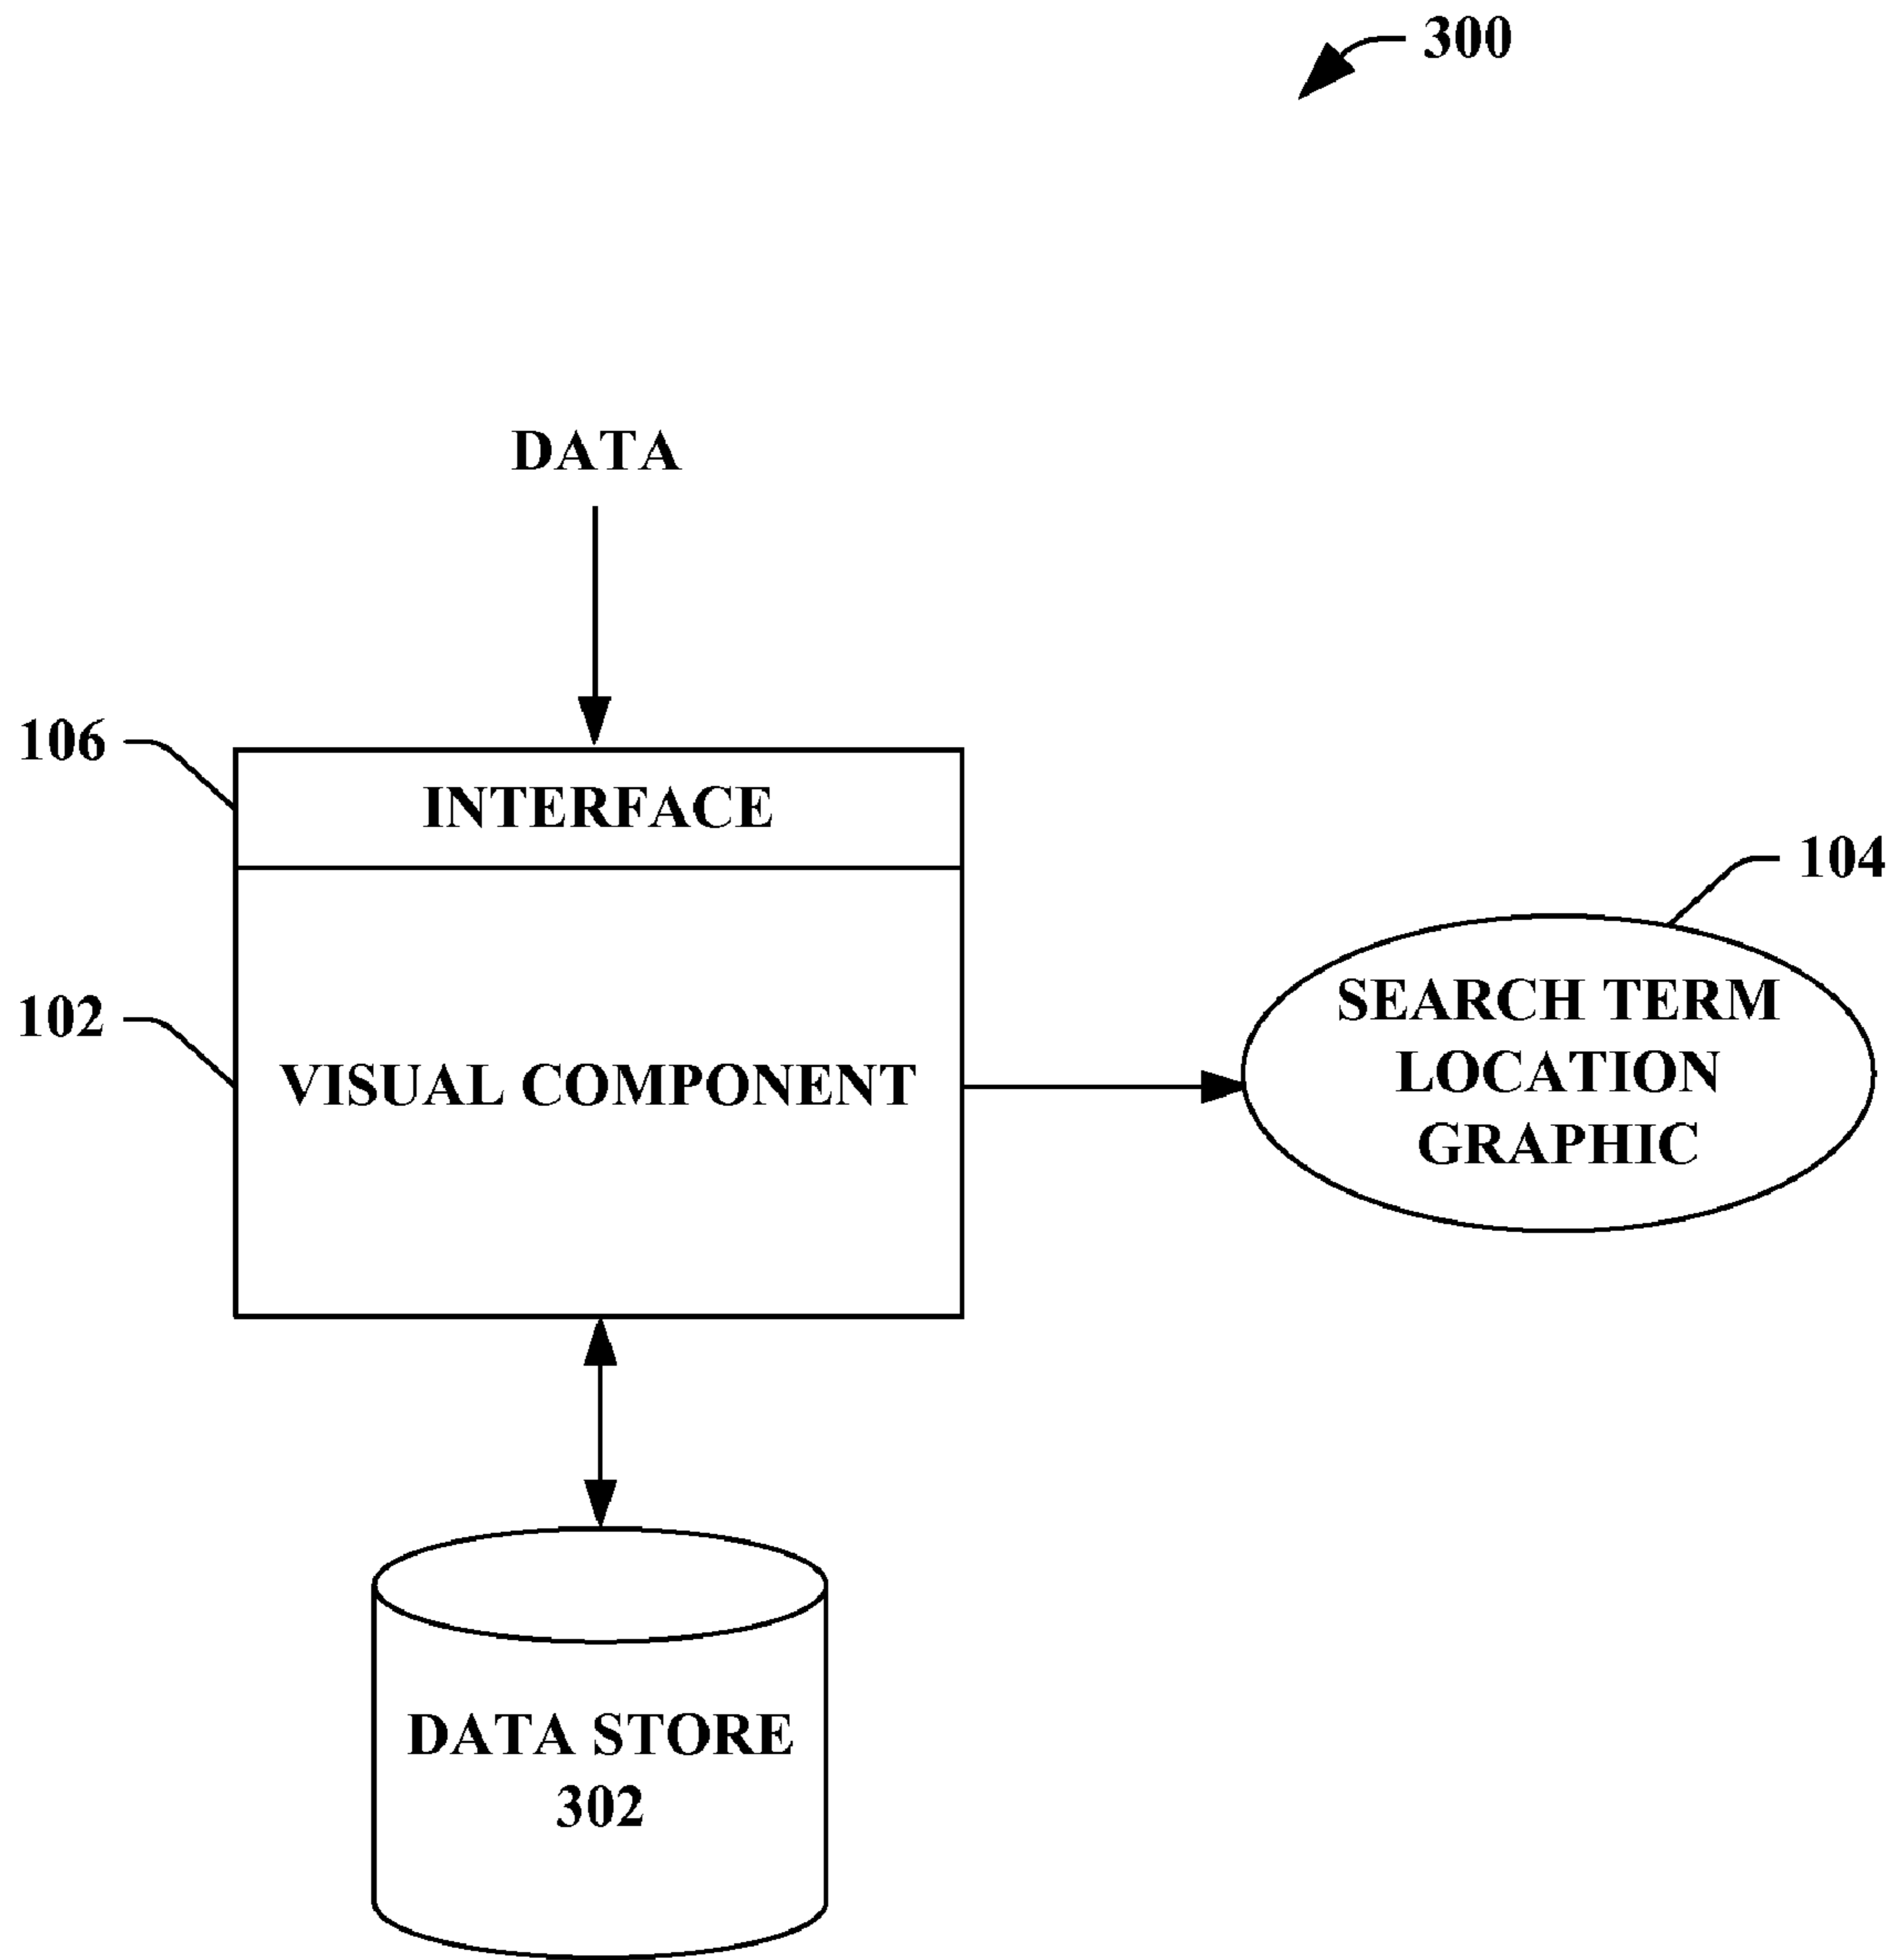 300
DATA
106
INTERFACE
104
SEARCH TERM
LOCATION
GRAPHIC
102
VISUAL COMPONENT
DATA STORE
302